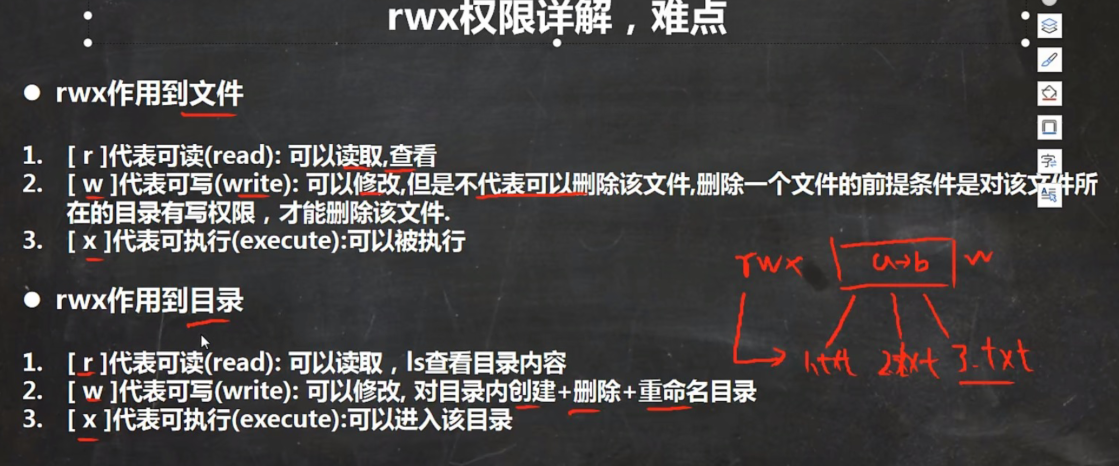 rwx权限详解，难点
● rwx作用到文件
1. [ r ]代表可读(read): 可以读取,查看
2. [ w ]代表可写(write): 可以修改,但是不代表可以删除该文件,删除一个文件的前提条件是对该文件所
在的目录有写权限，才能删除该文件.
3. [ x ]代表可执行(execute):可以被执行
rwx a→b w
● rwx作用到目录
1. [ r ]代表可读(read): 可以读取，ls查看目录内容
2.txt 3.txt
2. [ w ]代表可写(write): 可以修改, 对目录内创建+删除+重命名目录
3. [ x ]代表可执行(execute):可以进入该目录